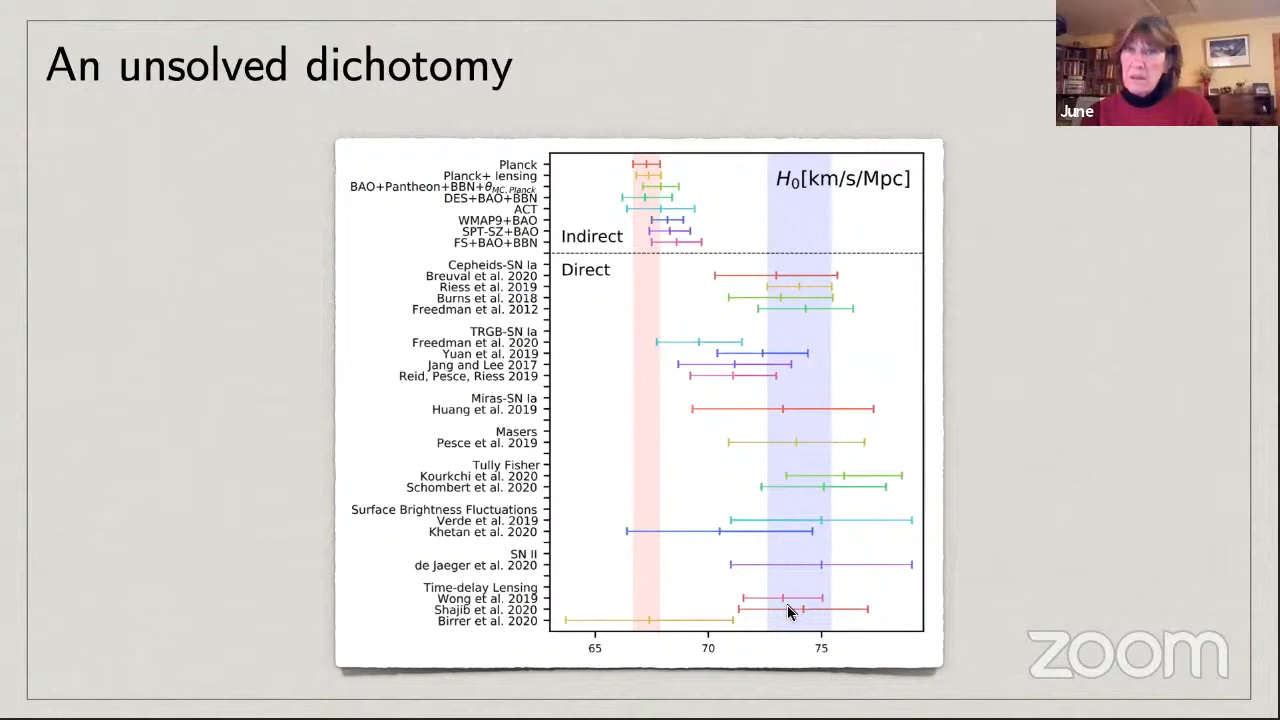 An unsolved dichotomy
June
H₀[km/s/Mpc]
Planck
Planck+ lensing
BAO+Pantheon+BBN+θMC, Planck
DES+BAO+BBN
ACT
WMAP9+BAO
SPT-SZ+BAO
FS+BAO+BBN
Indirect
Direct
Cepheids-SN Ia
Breuval et al. 2020
Riess et al. 2019
Burns et al. 2018
Freedman et al. 2012
TRGB-SN Ia
Freedman et al. 2020
Yuan et al. 2019
Jang and Lee 2017
Reid, Pesce, Riess 2019
Miras-SN Ia
Huang et al. 2019
Masers
Pesce et al. 2019
Tully Fisher
Kourkchi et al. 2020
Schombert et al. 2020
Surface Brightness Fluctuations
Verde et al. 2019
Khetan et al. 2020
SN II
de Jaeger et al. 2020
Time-delay Lensing
Wong et al. 2019
Shajib et al. 2020
Birrer et al. 2020
65 70 75
zoom